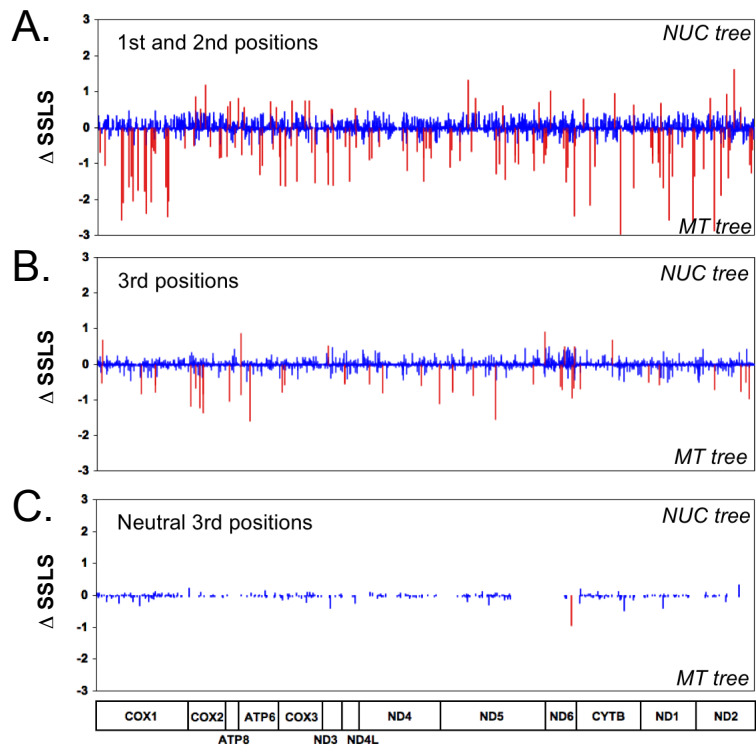 A.
1st and 2nd positions
NUC tree
3
2
1
0
-1
-2
-3
Δ SSLS
MT tree
B.
3rd positions
NUC tree
3
2
1
0
-1
-2
-3
Δ SSLS
MT tree
C.
Neutral 3rd positions
NUC tree
3
2
1
0
-1
-2
-3
Δ SSLS
MT tree
COX1 COX2 ATP6 COX3 ND4 ND5 ND6 CYTB ND1 ND2
ATP8 ND3 ND4L